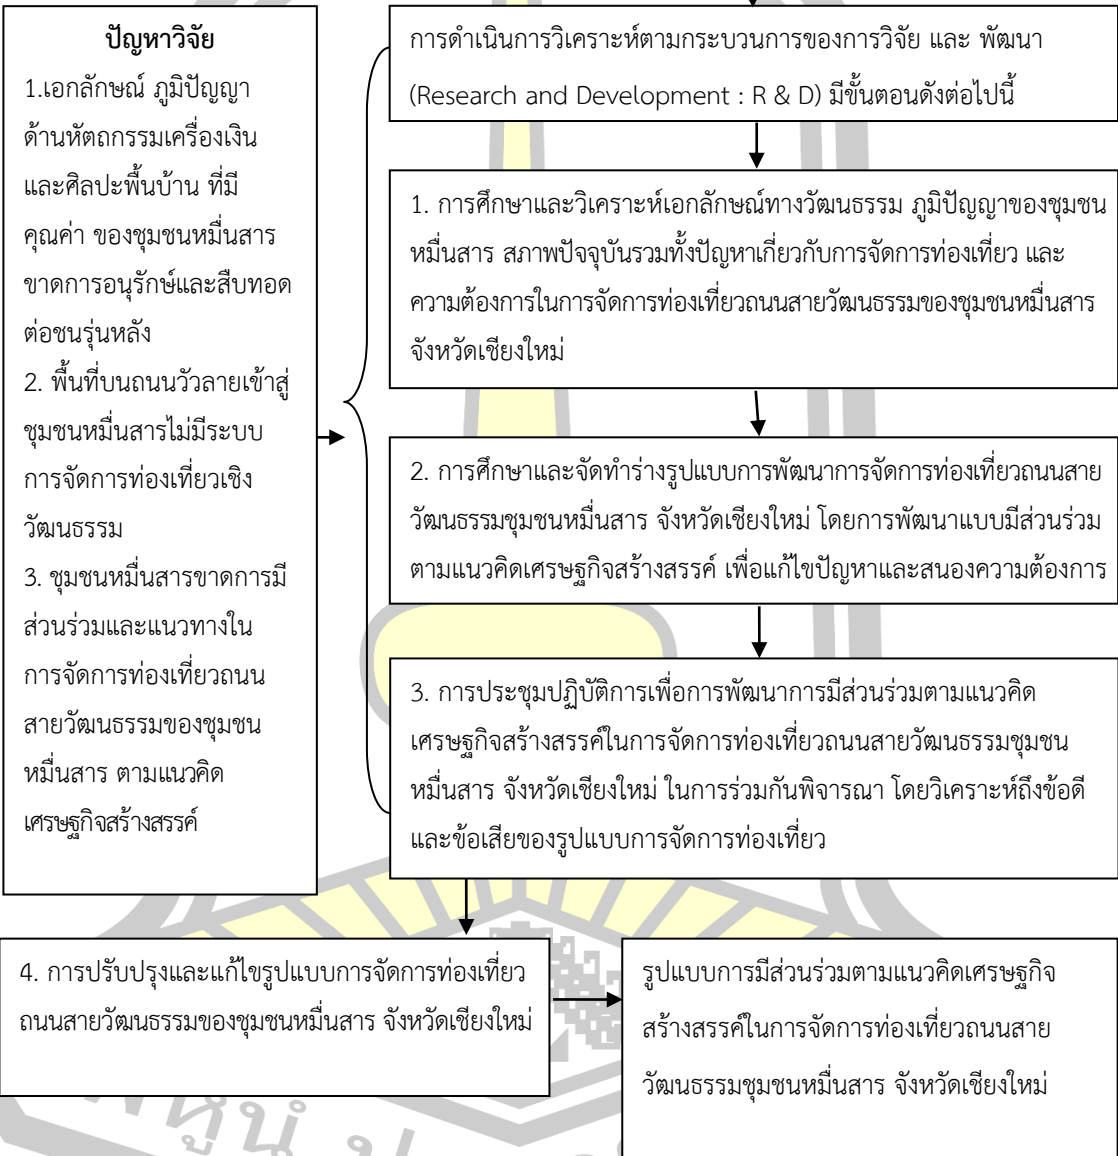 ปัญหาวิจัย
1.เอกลักษณ์ ภูมิปัญญา
ด้านหัตถกรรมเครื่องเงิน
และศิลปะพื้นบ้าน ที่มี
คุณค่า ของชุมชนหมื่นสาร
ขาดการอนุรักษ์และสืบทอด
ต่อชนรุ่นหลัง
2. พื้นที่บนถนนวัวลายเข้าสู่
ชุมชนหมื่นสารไม่มีระบบ
การจัดการท่องเที่ยวเชิง
วัฒนธรรม
3. ชุมชนหมื่นสารขาดการมี
ส่วนร่วมและแนวทางใน
การจัดการท่องเที่ยวถนน
สายวัฒนธรรมของชุมชน
หมื่นสาร ตามแนวคิด
เศรษฐกิจสร้างสรรค์
การดำเนินการวิเคราะห์ตามกระบวนการของการวิจัย และ พัฒนา
(Research and Development : R & D) มีขั้นตอนดังต่อไปนี้
1. การศึกษาและวิเคราะห์เอกลักษณ์ทางวัฒนธรรม ภูมิปัญญาของชุมชน
หมื่นสาร สภาพปัจจุบันรวมทั้งปัญหาเกี่ยวกับการจัดการท่องเที่ยว และ
ความต้องการในการจัดการท่องเที่ยวถนนสายวัฒนธรรมของชุมชนหมื่นสาร
จังหวัดเชียงใหม่
2. การศึกษาและจัดทำร่างรูปแบบการพัฒนาการจัดการท่องเที่ยวถนนสาย
วัฒนธรรมชุมชนหมื่นสาร จังหวัดเชียงใหม่ โดยการพัฒนาแบบมีส่วนร่วม
ตามแนวคิดเศรษฐกิจสร้างสรรค์ เพื่อแก้ไขปัญหาและสนองความต้องการ
3. การประชุมปฏิบัติการเพื่อการพัฒนาการมีส่วนร่วมตามแนวคิด
เศรษฐกิจสร้างสรรค์ในการจัดการท่องเที่ยวถนนสายวัฒนธรรมชุมชน
หมื่นสาร จังหวัดเชียงใหม่ ในการร่วมกันพิจารณา โดยวิเคราะห์ถึงข้อดี
และข้อเสียของรูปแบบการจัดการท่องเที่ยว
4. การปรับปรุงและแก้ไขรูปแบบการจัดการท่องเที่ยว
ถนนสายวัฒนธรรมของชุมชนหมื่นสาร จังหวัดเชียงใหม่
รูปแบบการมีส่วนร่วมตามแนวคิดเศรษฐกิจ
สร้างสรรค์ในการจัดการท่องเที่ยวถนนสาย
วัฒนธรรมชุมชนหมื่นสาร จังหวัดเชียงใหม่